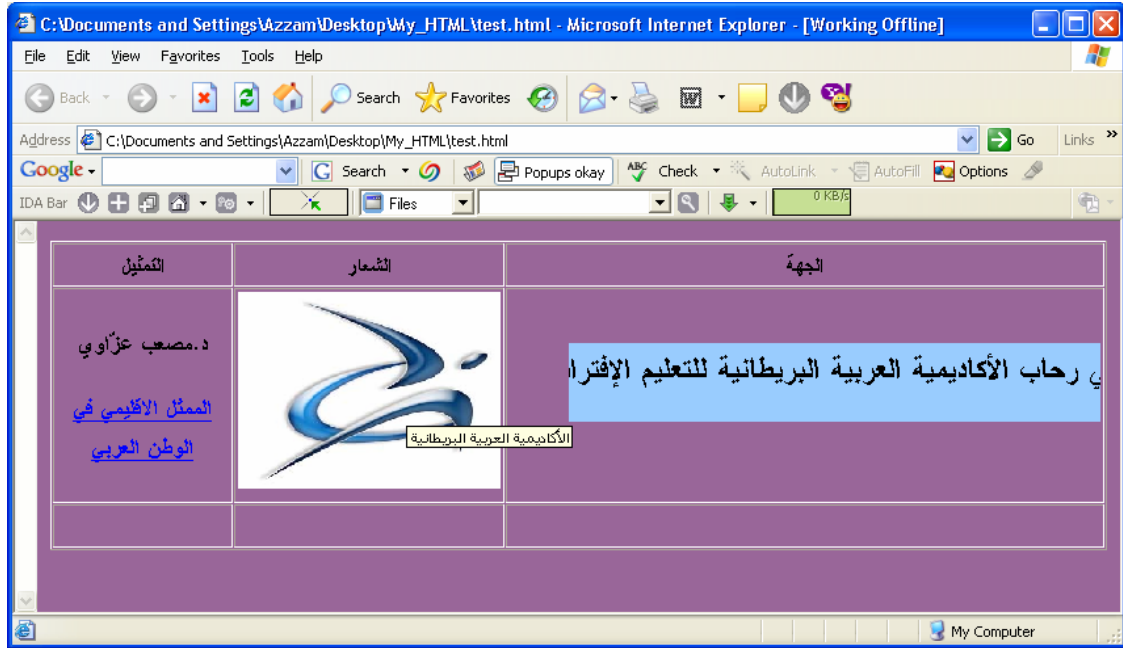 C:\Documents and Settings\Azzam\Desktop\My_HTML\test.html - Microsoft Internet Explorer - [Working Offline]
File Edit View Favorites Tools Help
Back Search Favorites
Address C:\Documents and Settings\Azzam\Desktop\My_HTML\test.html Go Links »
Google Search Popups okay ABC Check AutoLink AutoFill Options
IDA Bar Files 0 KB/s
الجهة الشعار التمثيل
ي رحاب الأكاديمية العربية البريطانية للتعليم الإفترا
الأكاديمية العربية البريطانية
د.مصعب عزّاوي
الممثل الاقليمي في
الوطن العربي
My Computer